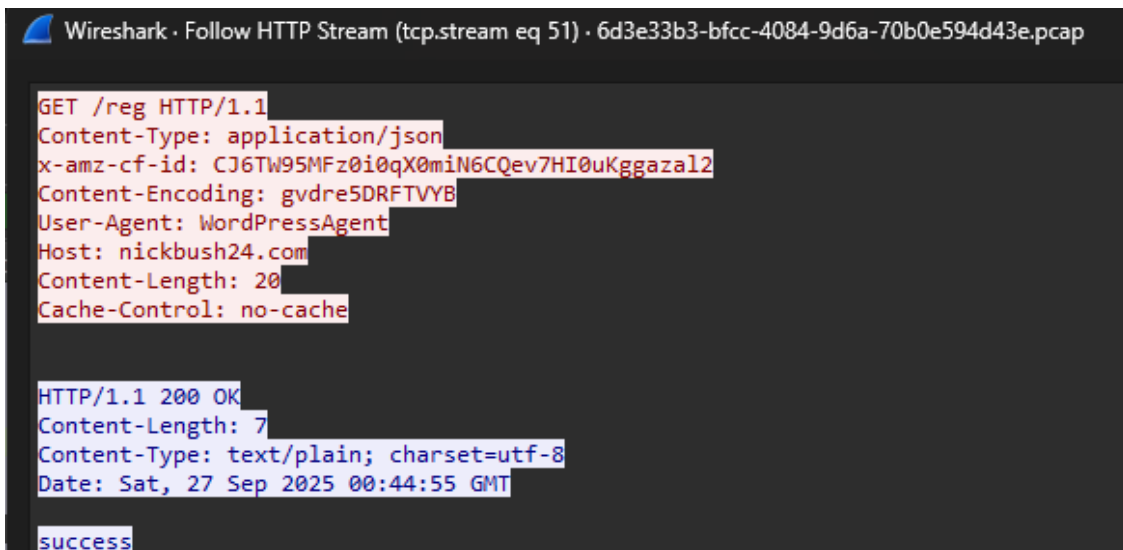 Wireshark · Follow HTTP Stream (tcp.stream eq 51) · 6d3e33b3-bfcc-4084-9d6a-70b0e594d43e.pcap
GET /reg HTTP/1.1
Content-Type: application/json
x-amz-cf-id: CJ6TW95MFz0i0qX0miN6CQev7HI0uKggazal2
Content-Encoding: gvdre5DRFTVYB
User-Agent: WordPressAgent
Host: nickbush24.com
Content-Length: 20
Cache-Control: no-cache
HTTP/1.1 200 OK
Content-Length: 7
Content-Type: text/plain; charset=utf-8
Date: Sat, 27 Sep 2025 00:44:55 GMT
success